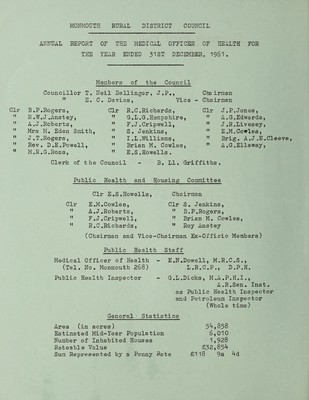 MONMOUTH RURAL DISTRICT COUNCIL
ANNUAL REPORT OF THE MEDICAL OFFICER OF HEALTH FOR
THE YEAR ENDED 31ST DECEMBER, 1961.
Members of the Council
Councillor T. Neil Bellinger, J.P., Chairman
" E. C. Davies, Vice - Chairman
Clr B.P.Rogers, Clr R.C.Richards, Clr J.P.Jones,
" R.W.J.Anstey, " G.L.G.Hampshire, " A.G.Edwards,
" A.J.Roberts, " F.J.Cripwell, " J.R.Livesey,
" Mrs M. Eden Smith, " S. Jenkins, " E.M.Cowles,
" J.T.Rogers, " I.L.Williams, " Brig. A.J.E.Cleeve,
" Rev. D.E.Powell, " Brian M. Cowles, " A.G.Ellaway,
" M.R.G.Ross, " E.S.Howells.
Clerk of the Council - B. Ll. Griffiths.
Public Health and Housing Committee
Clr E.S.Howells, Chairman
Clr E.M.Cowles, Clr S. Jenkins,
" A.J.Roberts, " B.P.Rogers,
" F.J.Cripwell, " Brian M. Cowles,
" R.C.Richards, " Roy Anstey
(Chairman and Vice-Chairman Ex-Officio Members)
Public Health Staff
Medical Officer of Health - E.N.Dowell, M.R.C.S.,
(Tel. No. Monmouth 268) L.R.C.P., D.P.H.
Public Health Inspector - G.L.Dicks, M.A.P.H.I.,
A.R.San. Inst.
as Public Health Inspector
and Petroleum Inspector
(Whole time)
General Statistics
Area (in acres) 54,858
Estimated Mid-Year Population 6,010
Number of Inhabited Houses 1,928
Rateable Value £32,854
Sum Represented by a Penny Rate £118 9s 4d